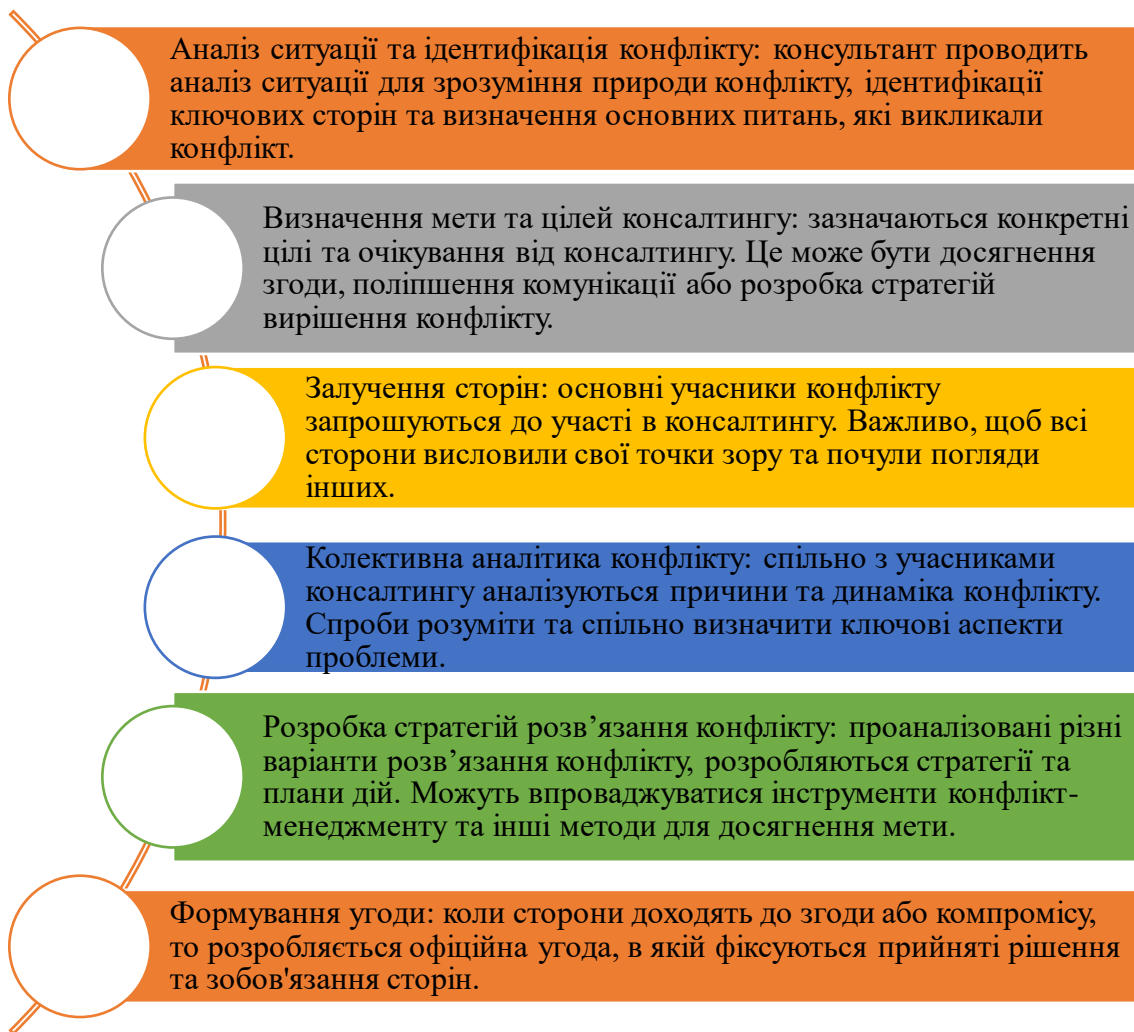 Аналіз ситуації та ідентифікація конфлікту: консультант проводить
аналіз ситуації для зрозуміння природи конфлікту, ідентифікації
ключових сторін та визначення основних питань, які викликали
конфлікт.
Визначення мети та цілей консалтингу: зазначаються конкретні
цілі та очікування від консалтингу. Це може бути досягнення
згоди, поліпшення комунікації або розробка стратегій
вирішення конфлікту.
Залучення сторін: основні учасники конфлікту
запрошуються до участі в консалтингу. Важливо, щоб всі
сторони висловили свої точки зору та почули погляди
інших.
Колективна аналітика конфлікту: спільно з учасниками
консалтингу аналізуються причини та динаміка конфлікту.
Спроби розуміти та спільно визначити ключові аспекти
проблеми.
Розробка стратегій розв’язання конфлікту: проаналізовані різні
варіанти розв’язання конфлікту, розробляються стратегії та
плани дій. Можуть впроваджуватися інструменти конфлікт-
менеджменту та інші методи для досягнення мети.
Формування угоди: коли сторони доходять до згоди або компромісу,
то розробляється офіційна угода, в якій фіксуються прийняті рішення
та зобов'язання сторін.